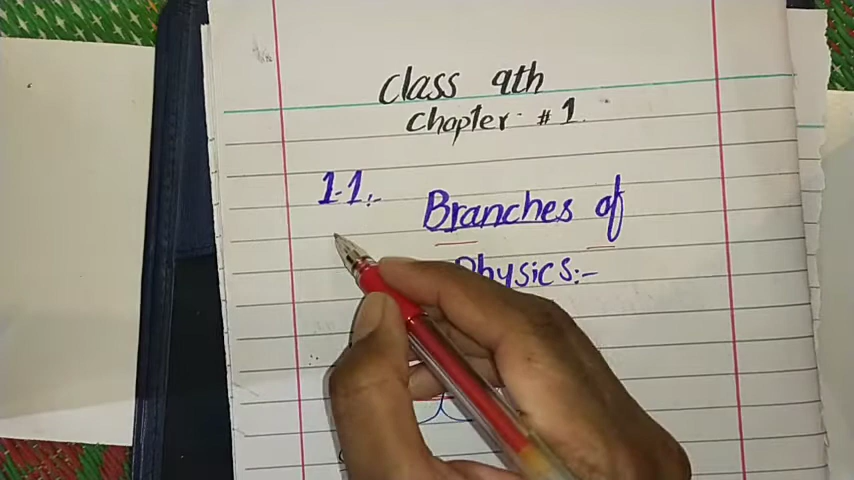 Class 9th
Chapter # 1
1-1:- Branches of
Physics:-